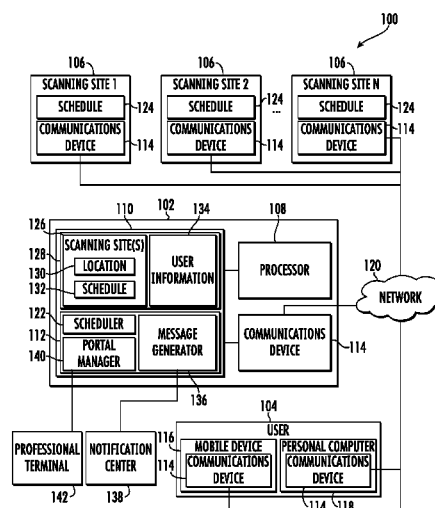 100
106
106
106
SCANNING SITE 1
SCHEDULE
124
COMMUNICATIONS
DEVICE
114
SCANNING SITE 2
SCHEDULE
124
...
COMMUNICATIONS
DEVICE
114
SCANNING SITE N
SCHEDULE
124
COMMUNICATIONS
DEVICE
114
102
110
134
108
126
128
SCANNING SITE(S)
130
LOCATION
132
SCHEDULE
USER
INFORMATION
PROCESSOR
120
NETWORK
122
SCHEDULER
112
140
PORTAL
MANAGER
MESSAGE
GENERATOR
136
COMMUNICATIONS
DEVICE
114
104
USER
116
MOBILE DEVICE
114
COMMUNICATIONS
DEVICE
PERSONAL COMPUTER
COMMUNICATIONS
DEVICE
114
118
PROFESSIONAL
TERMINAL
142
NOTIFICATION
CENTER
138